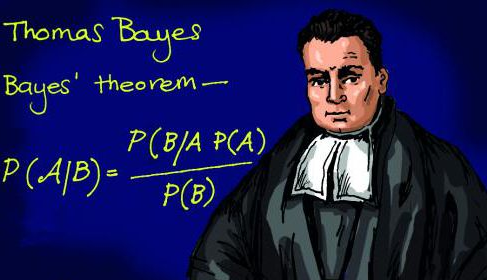 Thomas Bayes
Bayes' theorem —
P(A|B) = P(B/A P(A)
P(B)